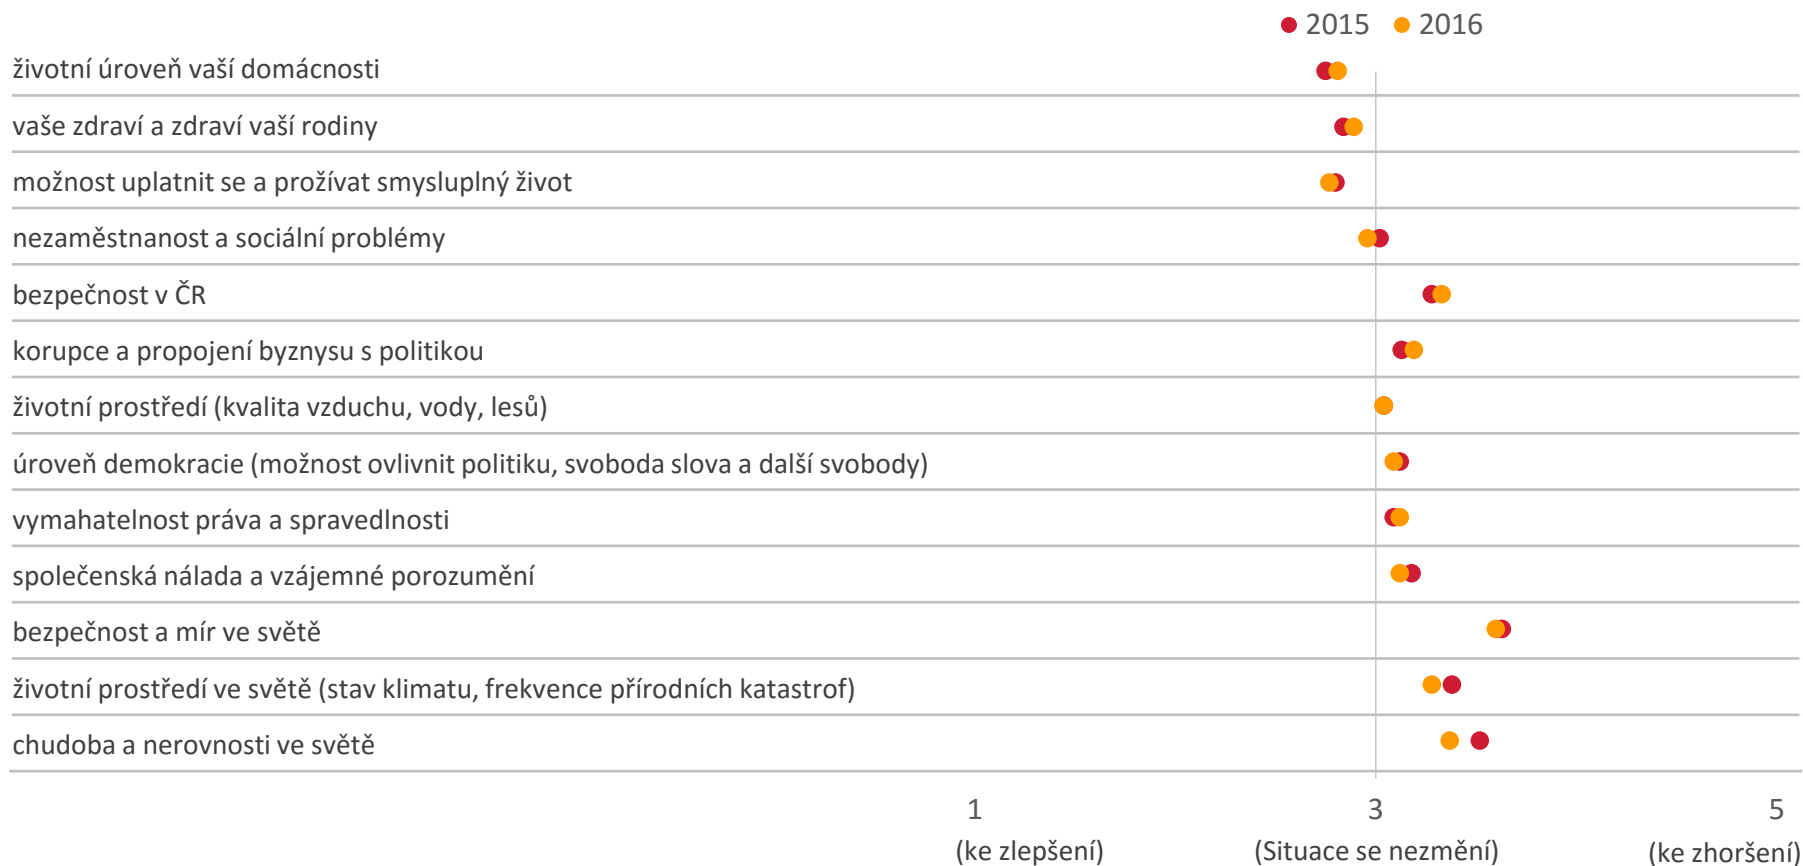 2015 2016
životní úroveň vaší domácnosti
vaše zdraví a zdraví vaší rodiny
možnost uplatnit se a prožívat smysluplný život
nezaměstnanost a sociální problémy
bezpečnost v ČR
korupce a propojení byznysu s politikou
životní prostředí (kvalita vzduchu, vody, lesů)
úroveň demokracie (možnost ovlivnit politiku, svoboda slova a další svobody)
vymahatelnost práva a spravedlnosti
společenská nálada a vzájemné porozumění
bezpečnost a mír ve světě
životní prostředí ve světě (stav klimatu, frekvence přírodních katastrof)
chudoba a nerovnosti ve světě
1 3 5
(ke zlepšení) (Situace se nezmění) (ke zhoršení)